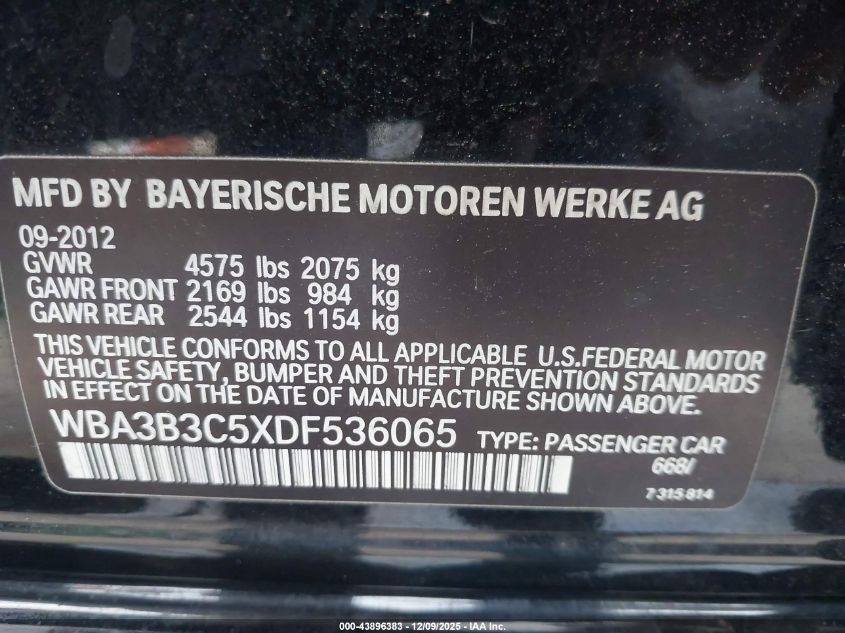 MFD BY BAYERISCHE MOTOREN WERKE AG
09-2012
GVWR 4575 lbs 2075 kg
GAWR FRONT 2169 lbs 984 kg
GAWR REAR 2544 lbs 1154 kg
THIS VEHICLE CONFORMS TO ALL APPLICABLE U.S.FEDERAL MOTOR
VEHICLE SAFETY, BUMPER AND THEFT PREVENTION STANDARDS
IN EFFECT ON THE DATE OF MANUFACTURE SHOWN ABOVE.
WBA3B3C5XDF536065 TYPE: PASSENGER CAR
668/
7315814
000-43896383 - 12/09/2025 - IAA Inc.